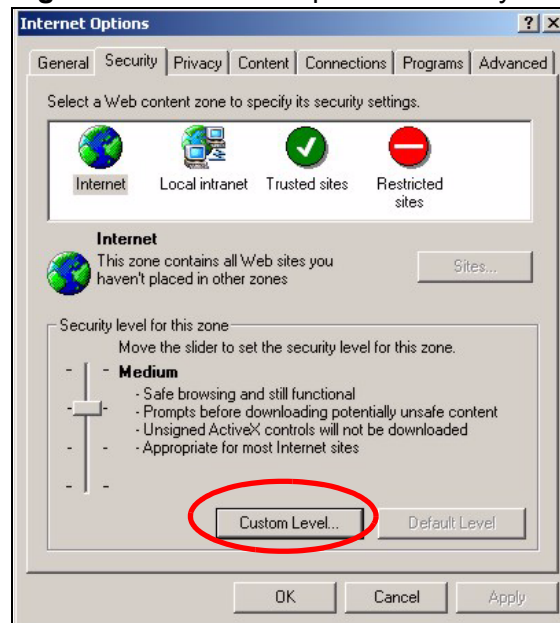 Internet Options
General Security Privacy Content Connections Programs Advanced
Select a Web content zone to specify its security settings.
Internet Local intranet Trusted sites Restricted sites
Internet
This zone contains all Web sites you
haven't placed in other zones
Sites...
Security level for this zone
Move the slider to set the security level for this zone.
Medium
- Safe browsing and still functional
- Prompts before downloading potentially unsafe content
- Unsigned ActiveX controls will not be downloaded
- Appropriate for most Internet sites
Custom Level... Default Level
OK Cancel Apply